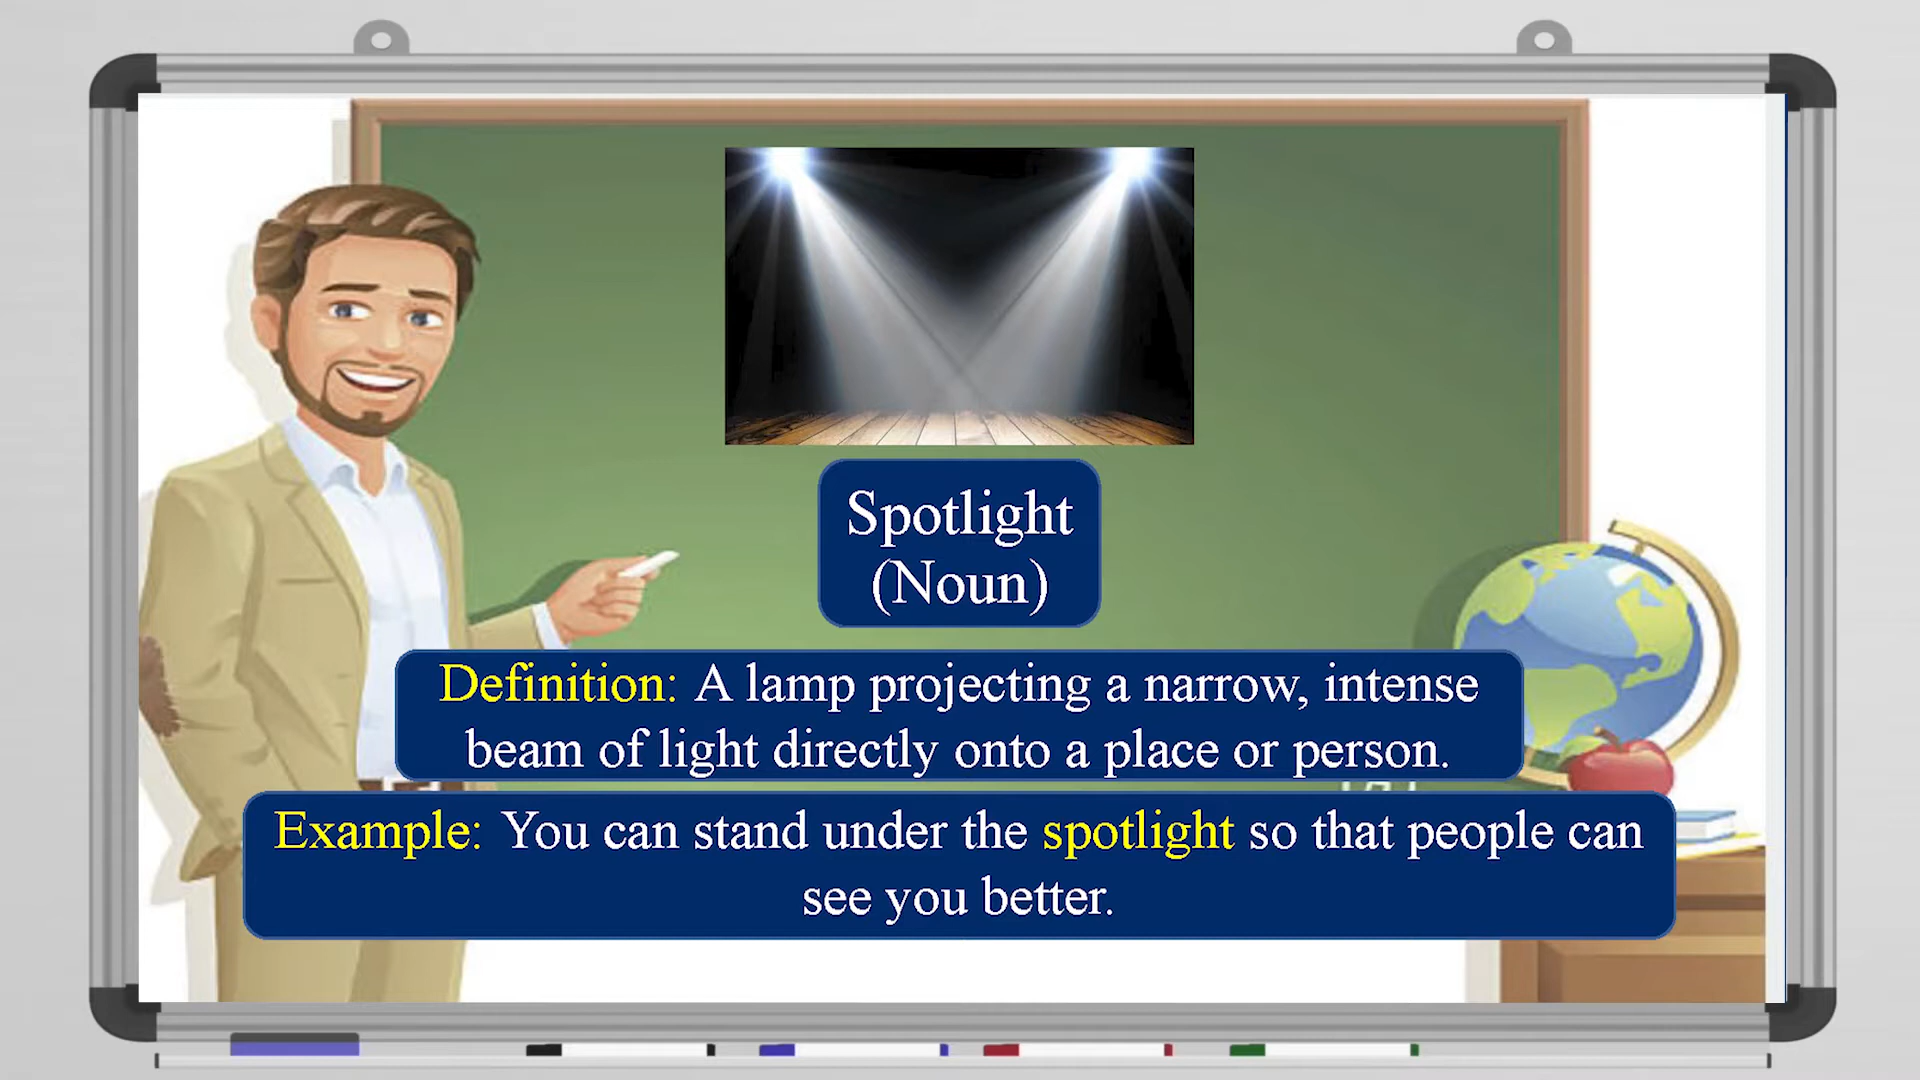 Spotlight
(Noun)
Definition: A lamp projecting a narrow, intense
beam of light directly onto a place or person.
Example: You can stand under the spotlight so that people can
see you better.